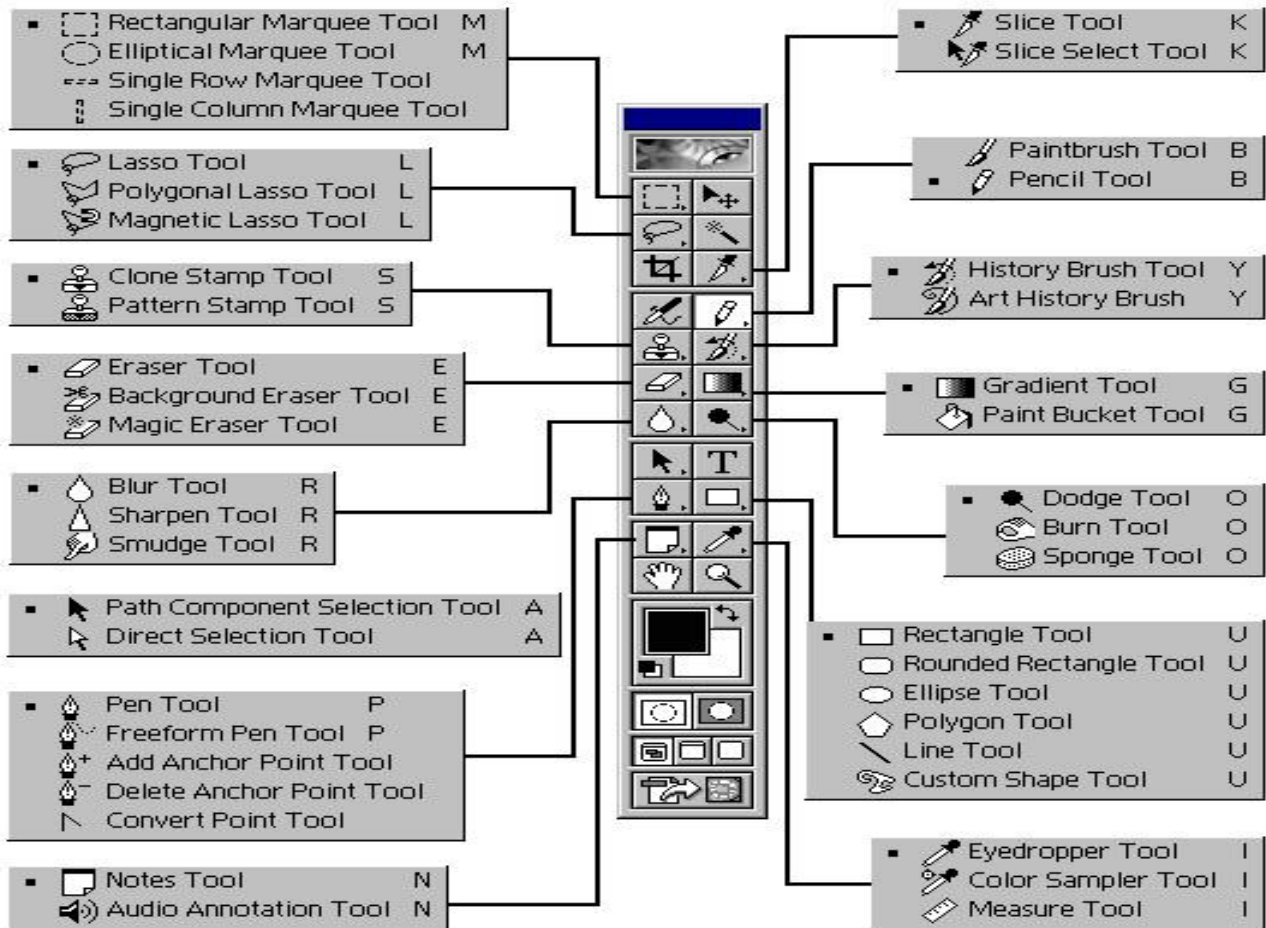 Rectangular Marquee Tool M
Elliptical Marquee Tool M
Single Row Marquee Tool
Single Column Marquee Tool
Lasso Tool L
Polygonal Lasso Tool L
Magnetic Lasso Tool L
Clone Stamp Tool S
Pattern Stamp Tool S
Eraser Tool E
Background Eraser Tool E
Magic Eraser Tool E
Blur Tool R
Sharpen Tool R
Smudge Tool R
Path Component Selection Tool A
Direct Selection Tool A
Pen Tool P
Freeform Pen Tool P
Add Anchor Point Tool
Delete Anchor Point Tool
Convert Point Tool
Notes Tool N
Audio Annotation Tool N
T
Slice Tool K
Slice Select Tool K
Paintbrush Tool B
Pencil Tool B
History Brush Tool Y
Art History Brush Y
Gradient Tool G
Paint Bucket Tool G
Dodge Tool O
Burn Tool O
Sponge Tool O
Rectangle Tool U
Rounded Rectangle Tool U
Ellipse Tool U
Polygon Tool U
Line Tool U
Custom Shape Tool U
Eyedropper Tool I
Color Sampler Tool I
Measure Tool I